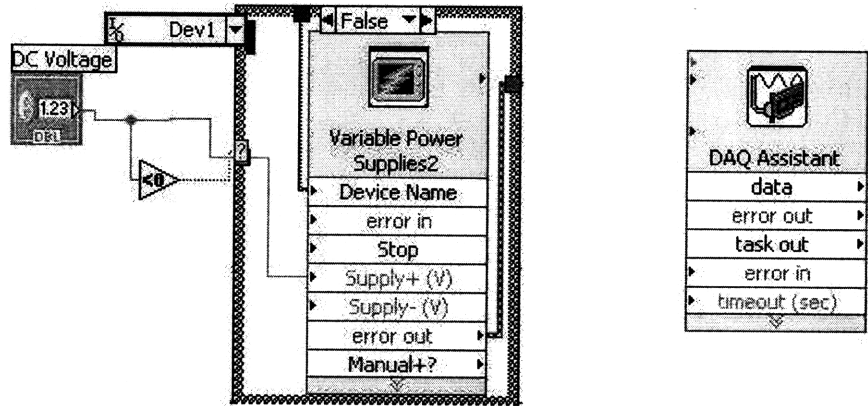 Dev1
False
DC Voltage
1.23
DBL
<0
?
Variable Power
Supplies2
Device Name
error in
Stop
Supply+ (V)
Supply- (V)
error out
Manual+?
DAQ Assistant
data
error out
task out
error in
timeout (sec)